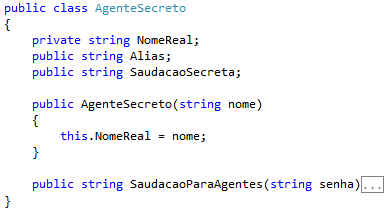 public class AgenteSecreto
{
    private string NomeReal;
    public string Alias;
    public string SaudacaoSecreta;

    public AgenteSecreto(string nome)
    {
        this.NomeReal = nome;
    }

    public string SaudacaoParaAgentes(string senha)...
}